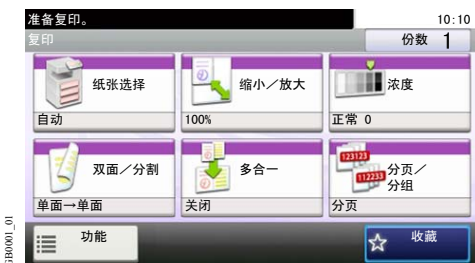 准备复印。
10:10
复印
份数 1
纸张选择
缩小／放大
浓度
自动
100%
正常 0
双面／分割
多合一
123123
112233
分页／
分组
单面→单面
关闭
分页
功能
收藏
GB0001_01